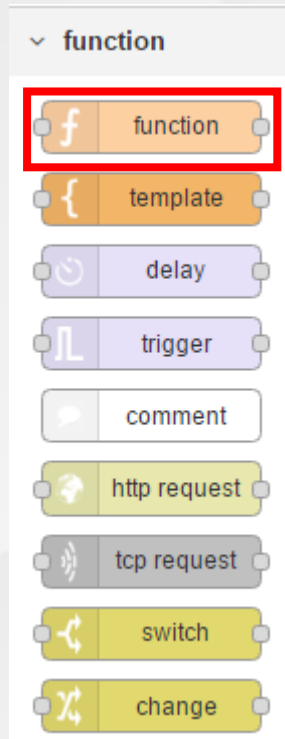 function
function
template
delay
trigger
comment
http request
tcp request
switch
change